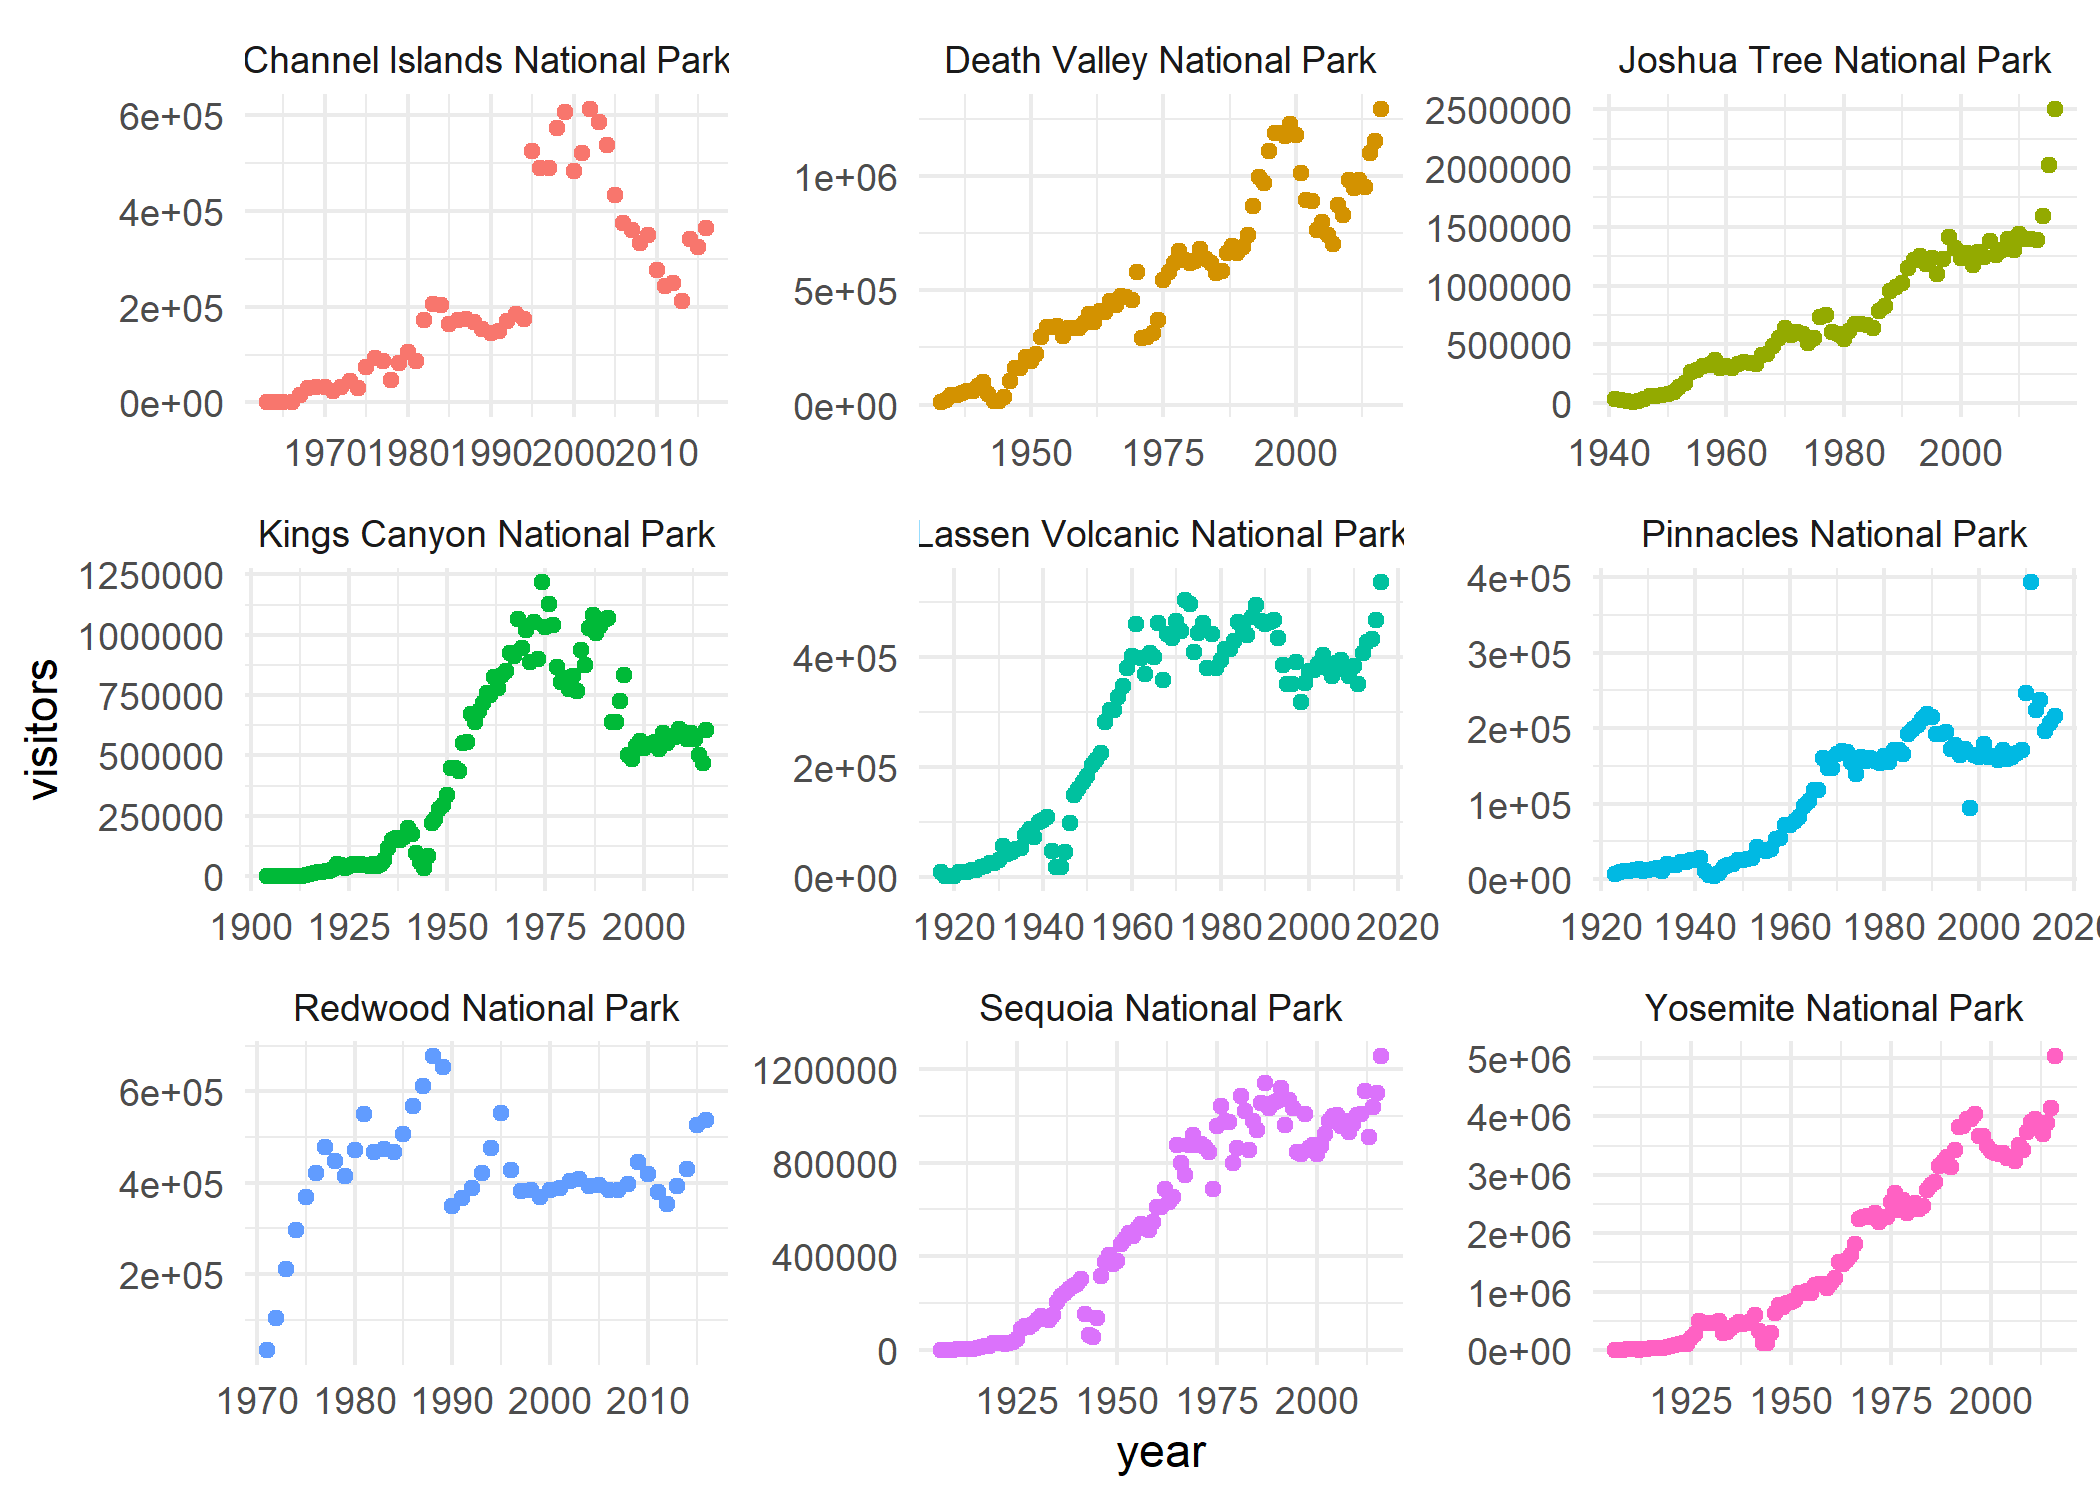 Channel Islands National Park
Death Valley National Park
Joshua Tree National Park
6e+05
4e+05
2e+05
0e+00
1970 1980 1990 2000 2010
1e+06
5e+05
0e+00
1950 1975 2000
2500000
2000000
1500000
1000000
500000
0
1940 1960 1980 2000
Kings Canyon National Park
Lassen Volcanic National Park
Pinnacles National Park
1250000
1000000
750000
500000
250000
0
1900 1925 1950 1975 2000
4e+05
2e+05
0e+00
1920 1940 1960 1980 2000 2020
4e+05
3e+05
2e+05
1e+05
0e+00
1920 1940 1960 1980 2000 202
Redwood National Park
Sequoia National Park
Yosemite National Park
6e+05
4e+05
2e+05
1970 1980 1990 2000 2010
1200000
800000
400000
0
1925 1950 1975 2000
5e+06
4e+06
3e+06
2e+06
1e+06
0e+00
1925 1950 1975 2000
visitors
year